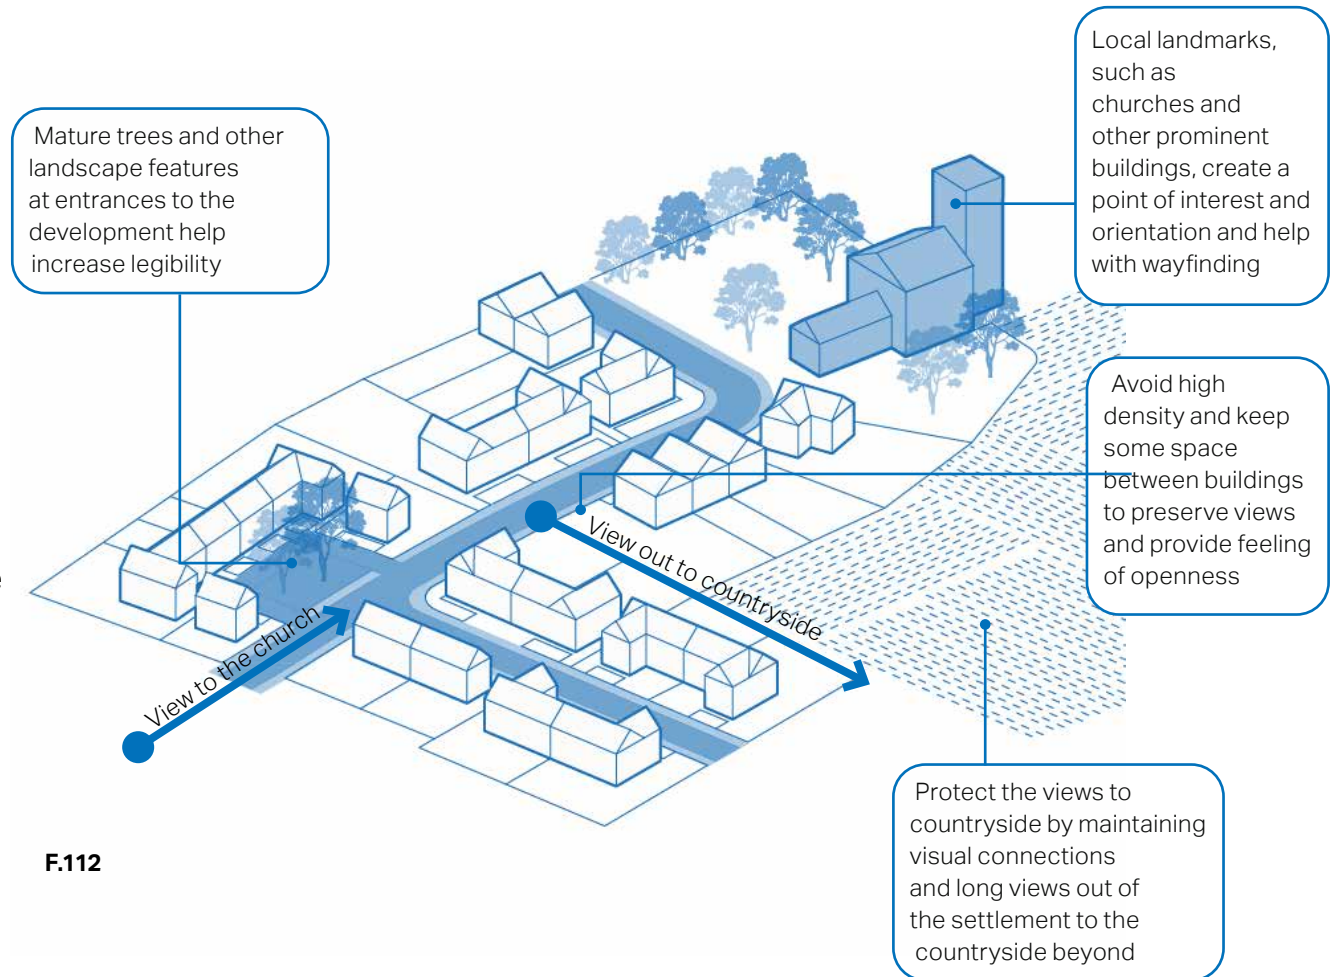 Local landmarks,
such as
churches and
other prominent
buildings, create a
point of interest and
orientation and help
with wayfinding
Mature trees and other
landscape features
at entrances to the
development help
increase legibility
Avoid high
density and keep
some space
between buildings
to preserve views
and provide feeling
of openness
View out to countryside
View to the church
e
Protect the views to
countryside by maintaining
visual connections
and long views out of
the settlement to the
countryside beyond
F.112